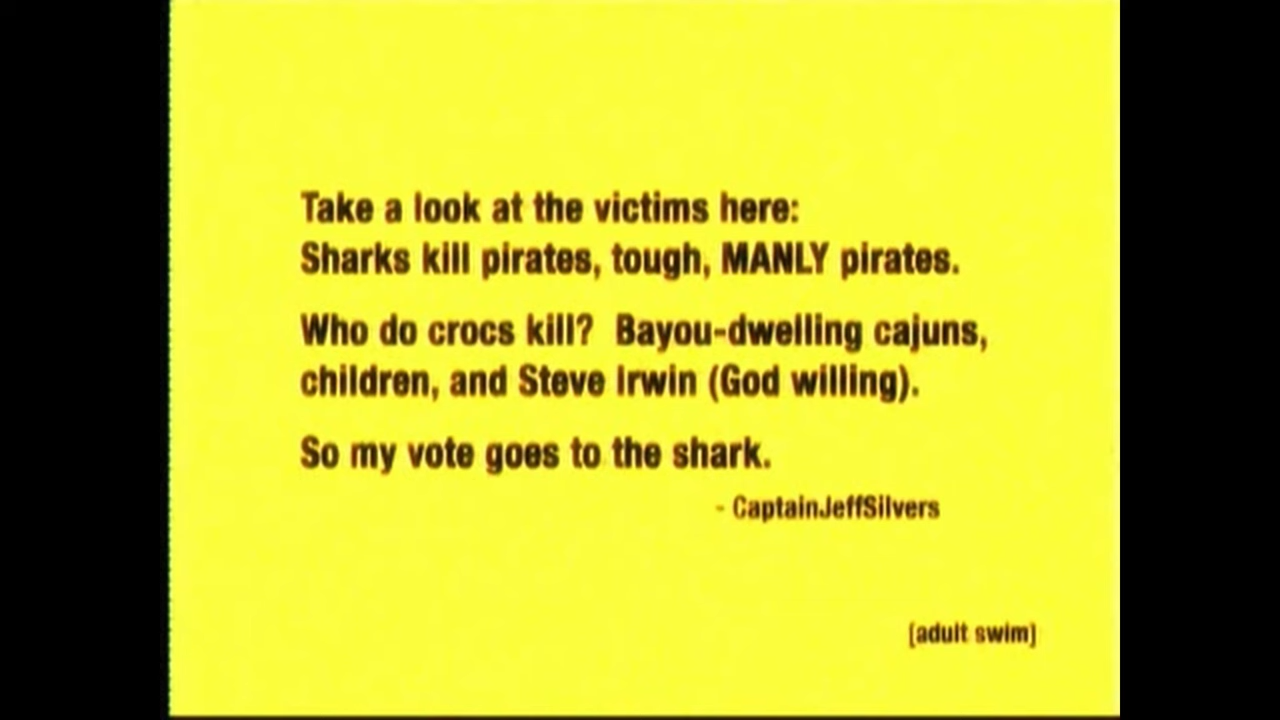 Take a look at the victims here:
Sharks kill pirates, tough, MANLY pirates.
Who do crocs kill?  Bayou-dwelling cajuns,
children, and Steve Irwin (God willing).
So my vote goes to the shark.
- CaptainJeffSilvers
[adult swim]